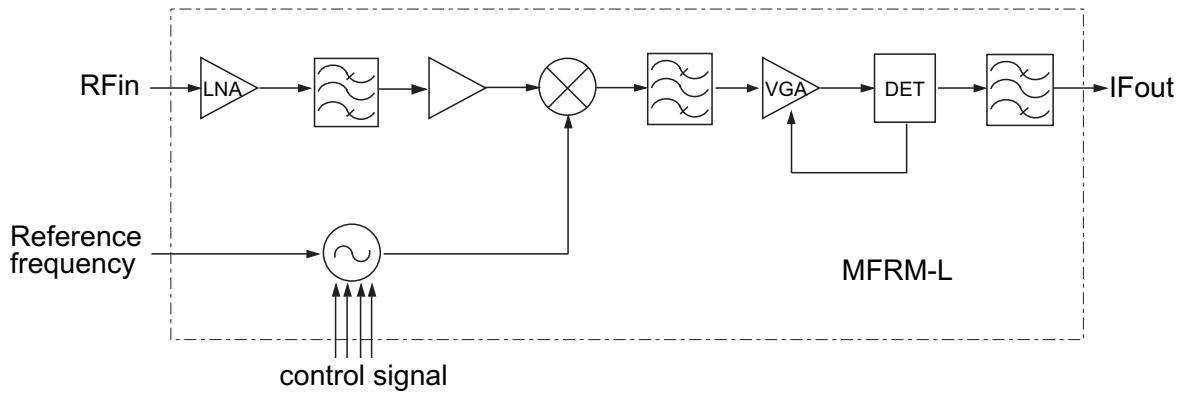 RFin
LNA
VGA
DET
IFout
Reference
frequency
MFRM-L
control signal